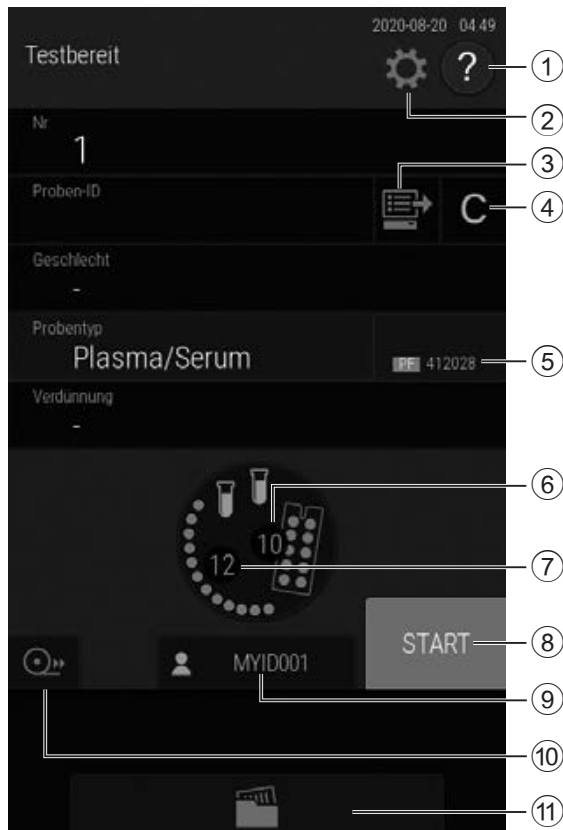 2020-08-20 04:49
Testbereit
?
1
2
Nr
1
3
Proben-ID
C
4
Geschlecht
-
Probentyp
Plasma/Serum
PF 412028
5
Verdünnung
-
6
10
12
7
START
8
MYID001
9
10
11